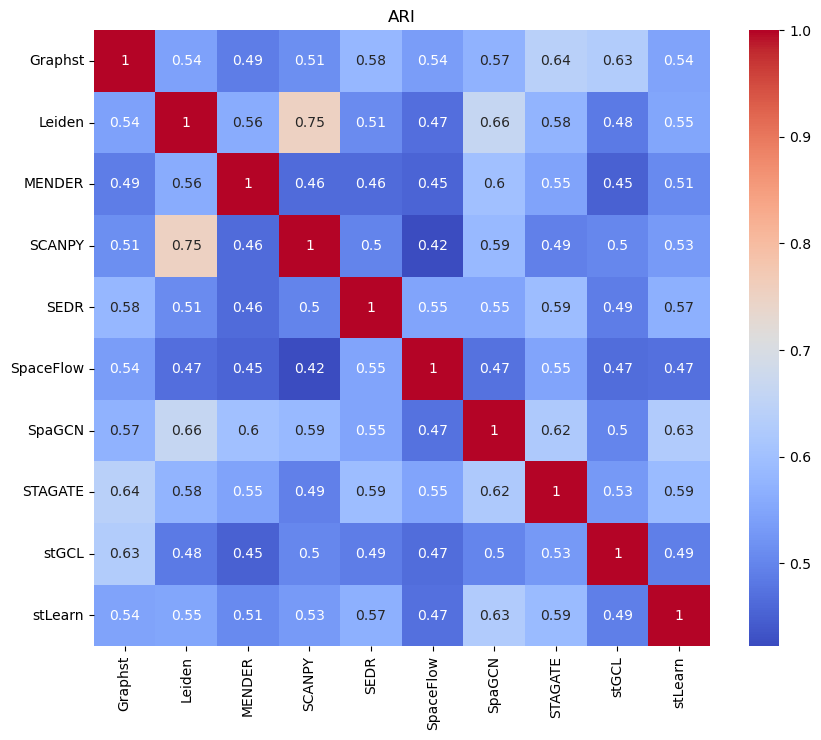 ARI
Graphst 1 0.54 0.49 0.51 0.58 0.54 0.57 0.64 0.63 0.54
Leiden 0.54 1 0.56 0.75 0.51 0.47 0.66 0.58 0.48 0.55
MENDER 0.49 0.56 1 0.46 0.46 0.45 0.6 0.55 0.45 0.51
SCANPY 0.51 0.75 0.46 1 0.5 0.42 0.59 0.49 0.5 0.53
SEDR 0.58 0.51 0.46 0.5 1 0.55 0.55 0.59 0.49 0.57
SpaceFlow 0.54 0.47 0.45 0.42 0.55 1 0.47 0.55 0.47 0.47
SpaGCN 0.57 0.66 0.6 0.59 0.55 0.47 1 0.62 0.5 0.63
STAGATE 0.64 0.58 0.55 0.49 0.59 0.55 0.62 1 0.53 0.59
stGCL 0.63 0.48 0.45 0.5 0.49 0.47 0.5 0.53 1 0.49
stLearn 0.54 0.55 0.51 0.53 0.57 0.47 0.63 0.59 0.49 1
Graphst Leiden MENDER SCANPY SEDR SpaceFlow SpaGCN STAGATE stGCL stLearn
1.0
0.9
0.8
0.7
0.6
0.5